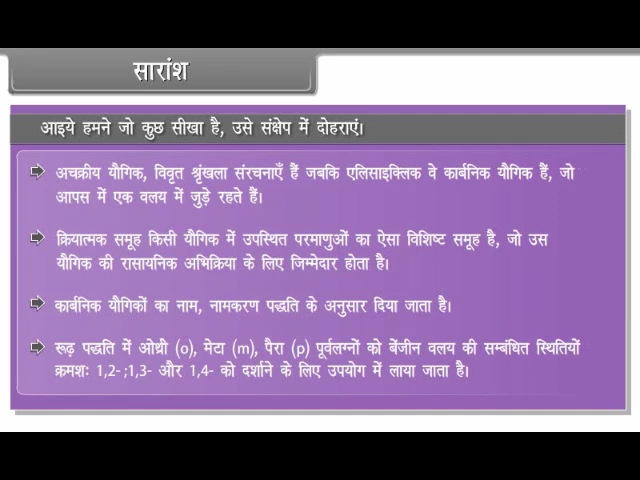 सारांश
आइये हमने जो कुछ सीखा है, उसे संक्षेप में दोहराएं।
अचक्रीय यौगिक, विवृत श्रृंखला संरचनाएँ हैं जबकि एलिसाइक्लिक वे कार्बनिक यौगिक हैं, जो
आपस में एक वलय में जुड़े रहते हैं।
क्रियात्मक समूह किसी यौगिक में उपस्थित परमाणुओं का ऐसा विशिष्ट समूह है, जो उस
यौगिक की रासायनिक अभिक्रिया के लिए जिम्मेदार होता है।
कार्बनिक यौगिकों का नाम, नामकरण पद्धति के अनुसार दिया जाता है।
रूढ़ पद्धति में ओथ्री (o), मेटा (m), पैरा (p) पूर्वलग्नों को बेंजीन वलय की सम्बंधित स्थितियों
क्रमशः 1,2- ;1,3- और 1,4- को दर्शाने के लिए उपयोग में लाया जाता है।